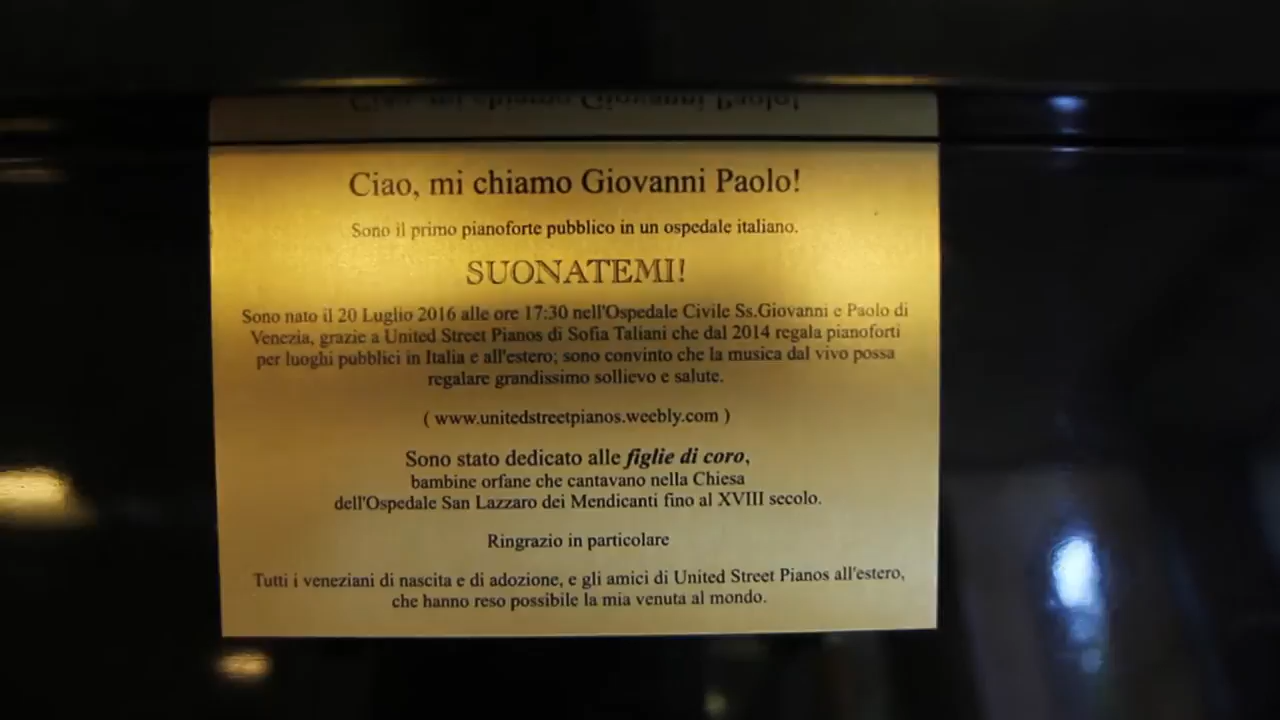 Ciao, mi chiamo Giovanni Paolo!
Sono il primo pianoforte pubblico in un ospedale italiano.
SUONATEMI!
Sono nato il 20 Luglio 2016 alle ore 17:30 nell'Ospedale Civile Ss.Giovanni e Paolo di
Venezia, grazie a United Street Pianos di Sofia Taliani che dal 2014 regala pianoforti
per luoghi pubblici in Italia e all'estero; sono convinto che la musica dal vivo possa
regalare grandissimo sollievo e salute.
( www.unitedstreetpianos.weebly.com )
Sono stato dedicato alle figlie di coro,
bambine orfane che cantavano nella Chiesa
dell'Ospedale San Lazzaro dei Mendicanti fino al XVIII secolo.
Ringrazio in particolare
Tutti i veneziani di nascita e di adozione, e gli amici di United Street Pianos all'estero,
che hanno reso possibile la mia venuta al mondo.